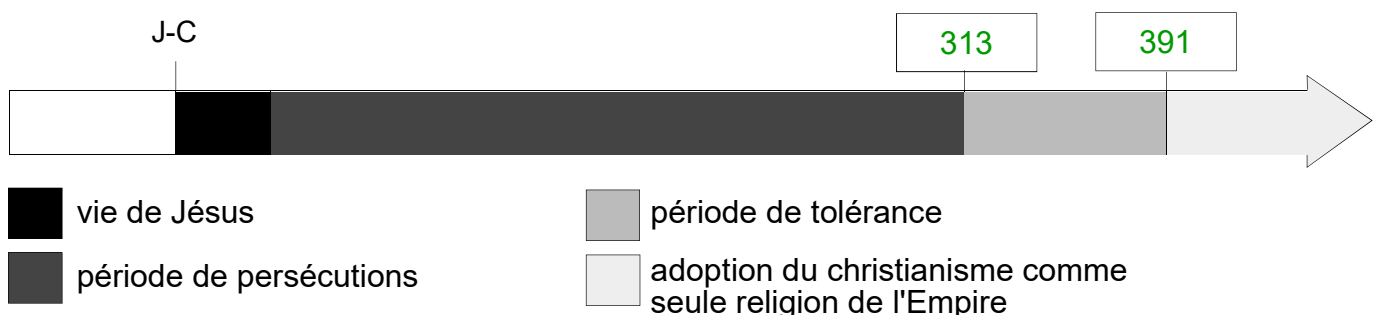 J-C
313
391
vie de Jésus
période de persécutions
période de tolérance
adoption du christianisme comme
seule religion de l'Empire